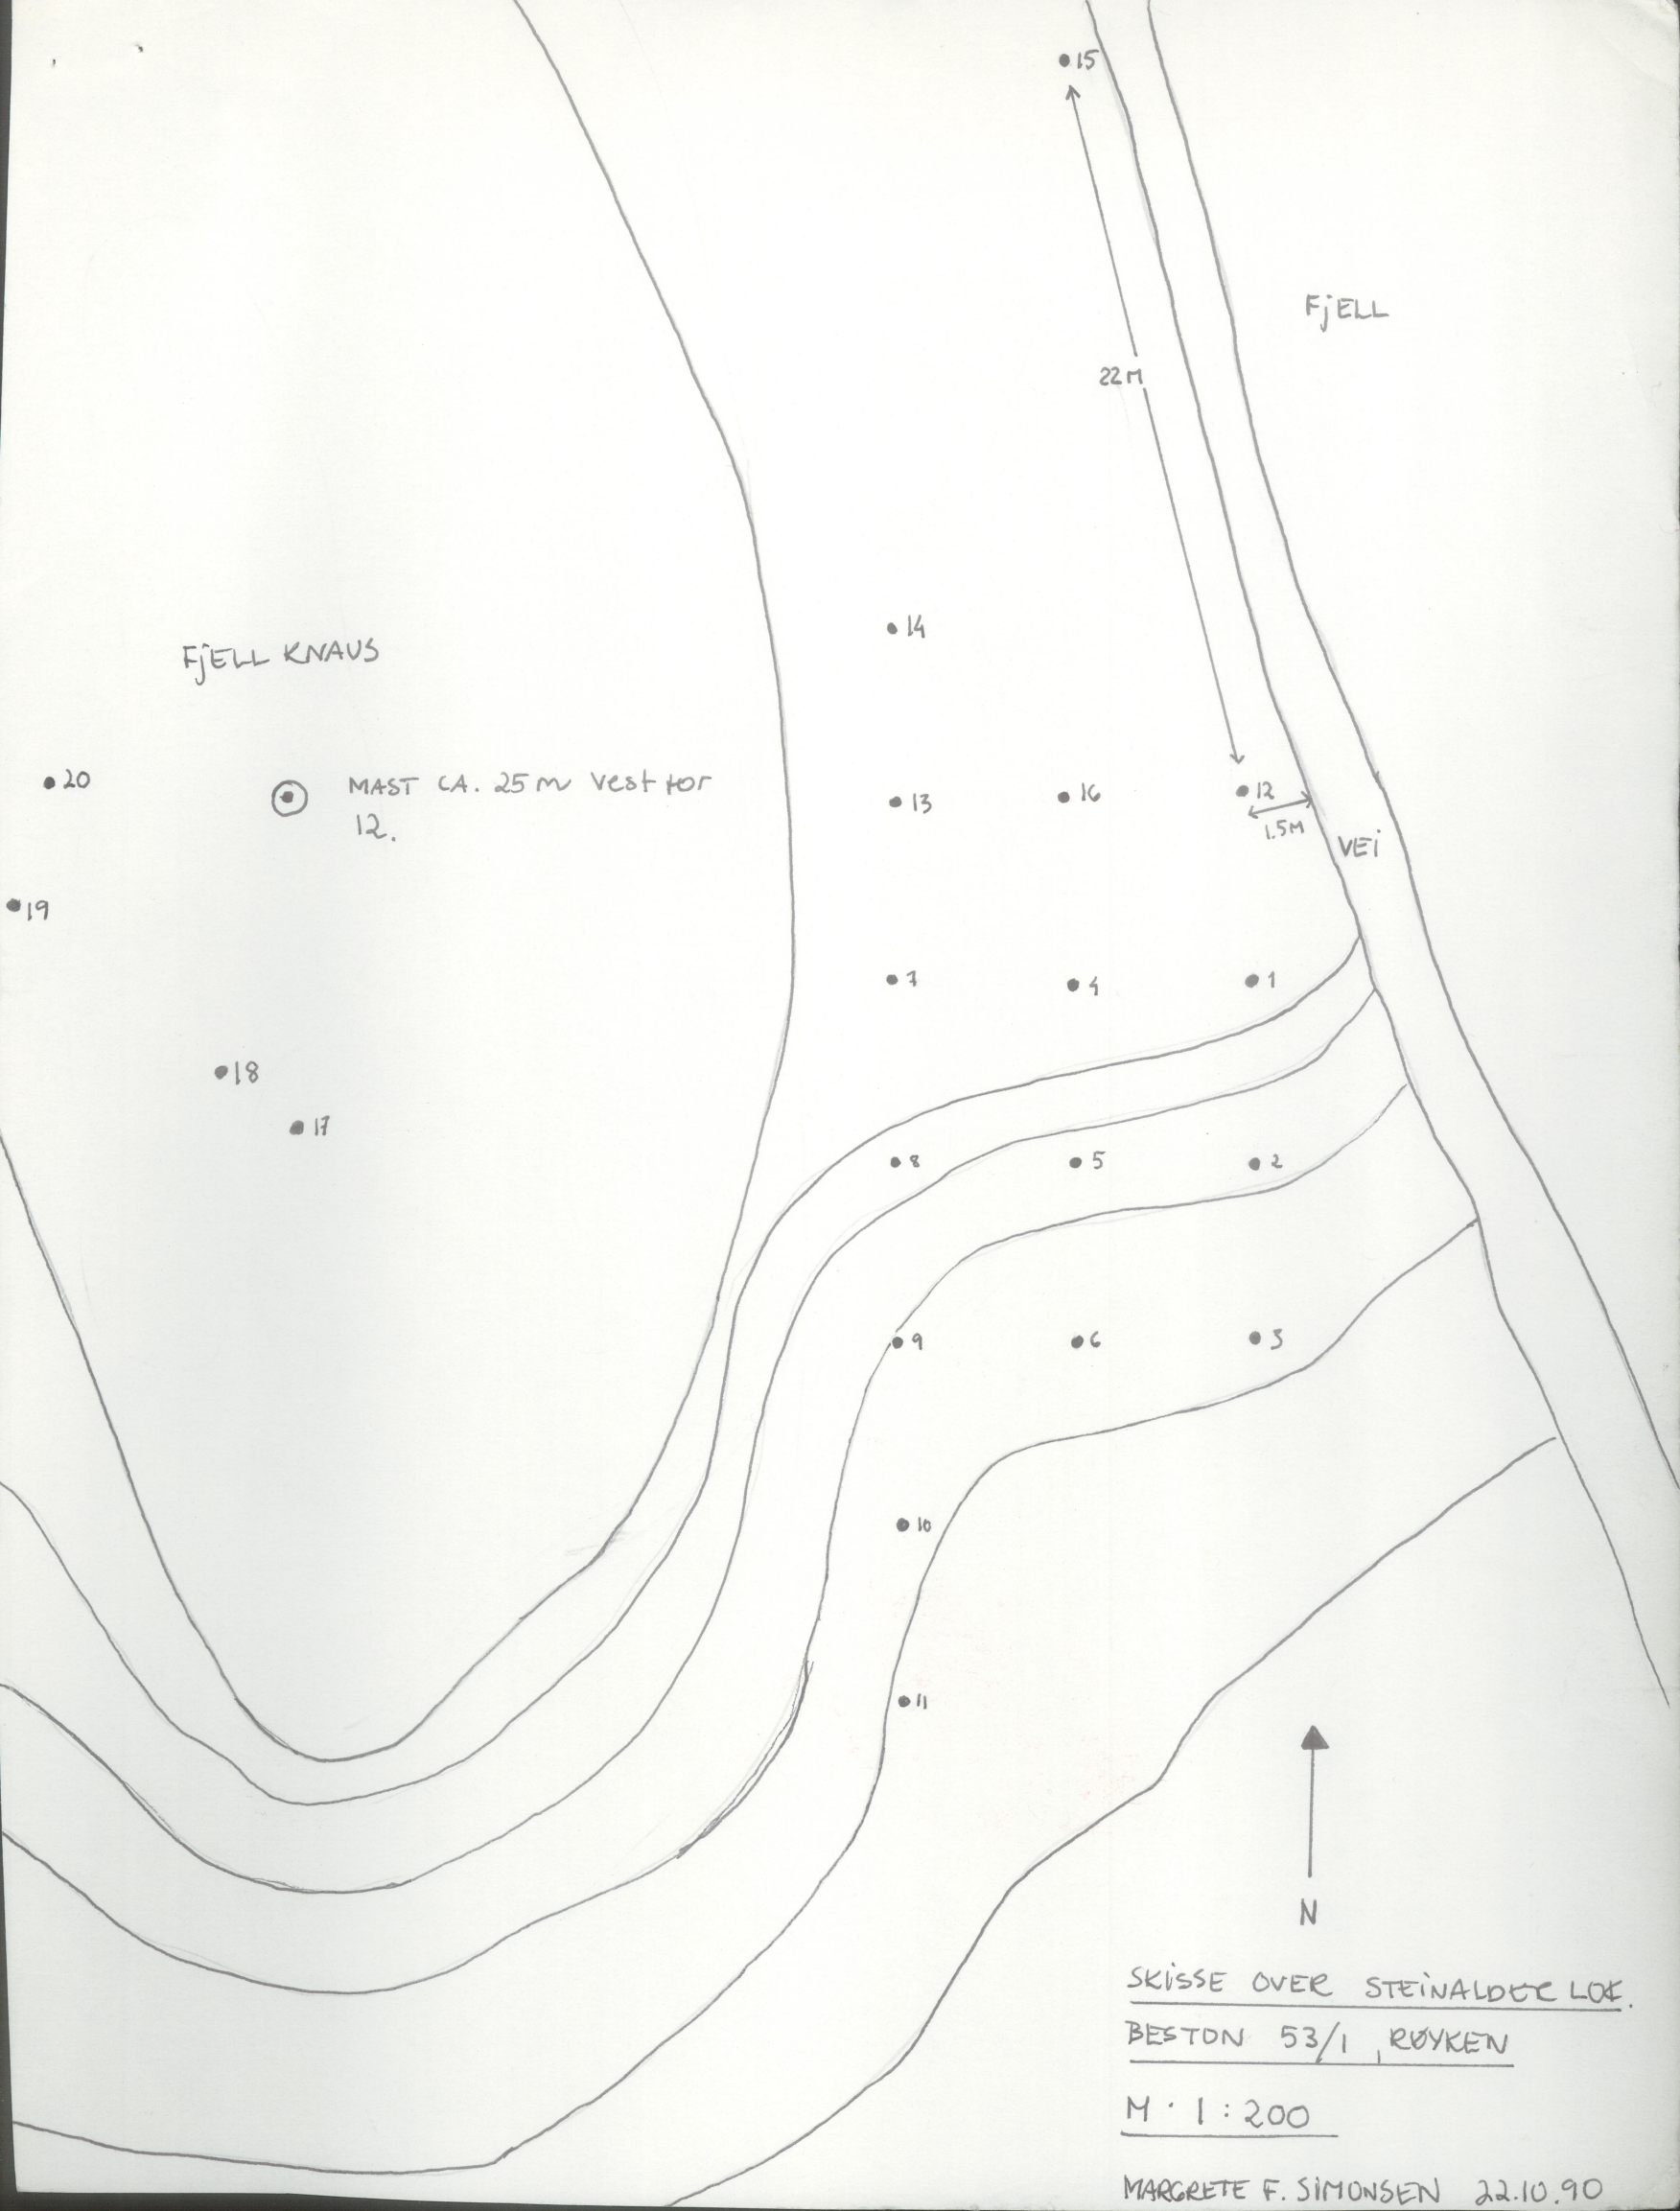 15
FjELL
22M
14
FjELL KNAUS
20
MAST CA. 25 m vest for
12.
13
16
12
1.5M
VEi
19
7
4
1
18
17
8
5
2
9
6
3
10
11
N
SKiSSE OVER STEiNALDER LOK.
BESTON 53/1, RØYKEN
M · 1:200
MARGRETE F. SiMONSEN 22.10.90